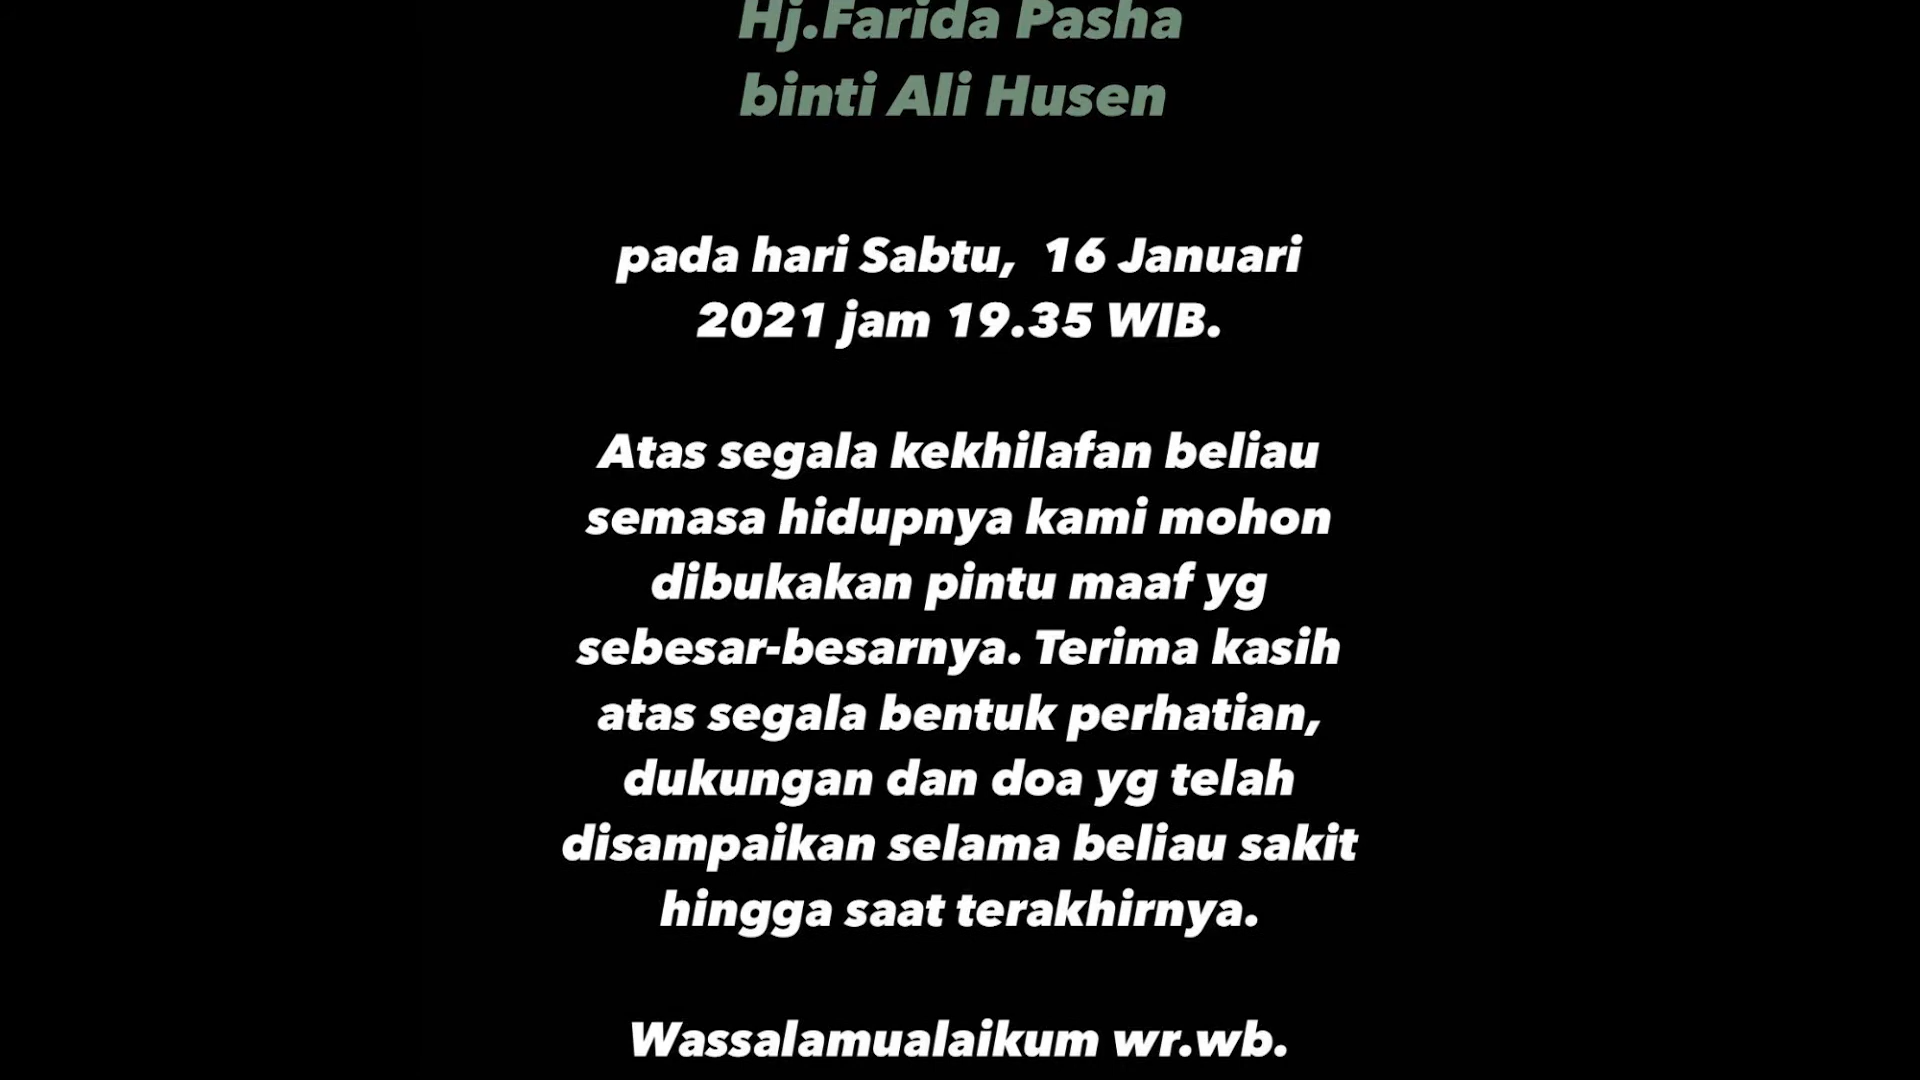 Hj.Farida Pasha
binti Ali Husen
pada hari Sabtu, 16 Januari
2021 jam 19.35 WIB.
Atas segala kekhilafan beliau
semasa hidupnya kami mohon
dibukakan pintu maaf yg
sebesar-besarnya. Terima kasih
atas segala bentuk perhatian,
dukungan dan doa yg telah
disampaikan selama beliau sakit
hingga saat terakhirnya.
Wassalamualaikum wr.wb.